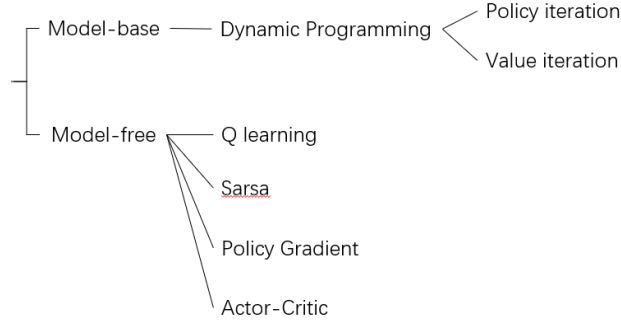 Policy iteration
Model-base
Dynamic Programming
Value iteration
Model-free
Q learning
Sarsa
Policy Gradient
Actor-Critic